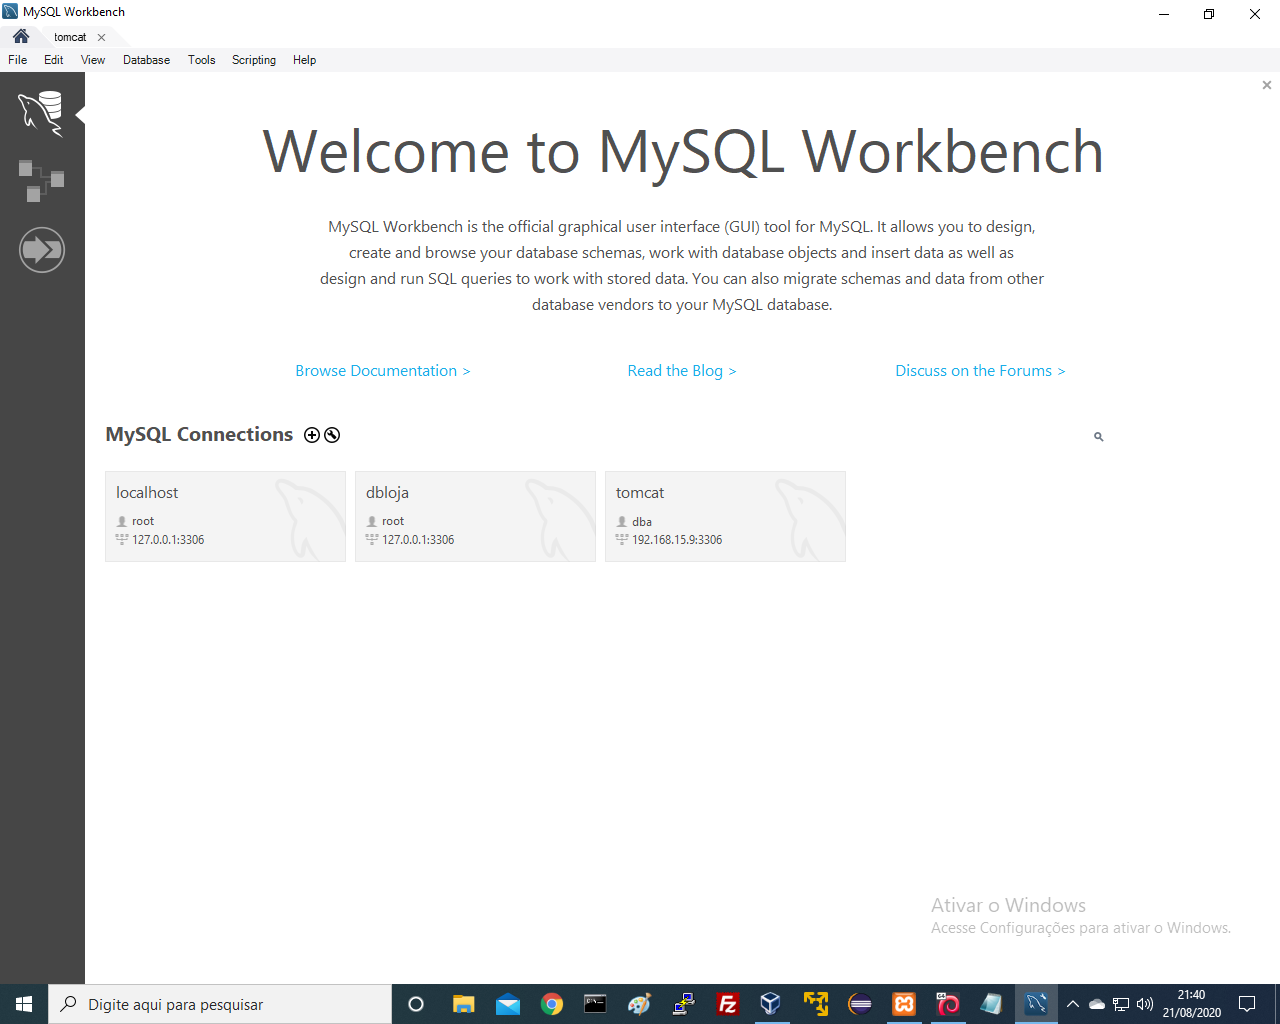 MySQL Workbench
tomcat
File Edit View Database Tools Scripting Help
Welcome to MySQL Workbench
MySQL Workbench is the official graphical user interface (GUI) tool for MySQL. It allows you to design,
create and browse your database schemas, work with database objects and insert data as well as
design and run SQL queries to work with stored data. You can also migrate schemas and data from other
database vendors to your MySQL database.
Browse Documentation > Read the Blog > Discuss on the Forums >
MySQL Connections
localhost
root
127.0.0.1:3306
dbloja
root
127.0.0.1:3306
tomcat
dba
192.168.15.9:3306
Ativar o Windows
Acesse Configurações para ativar o Windows.
Digite aqui para pesquisar
21:40
21/08/2020